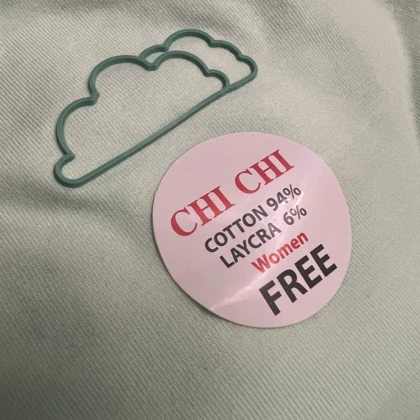 CHI CHI
COTTON 94%
LAYCRA 6%
Women
FREE